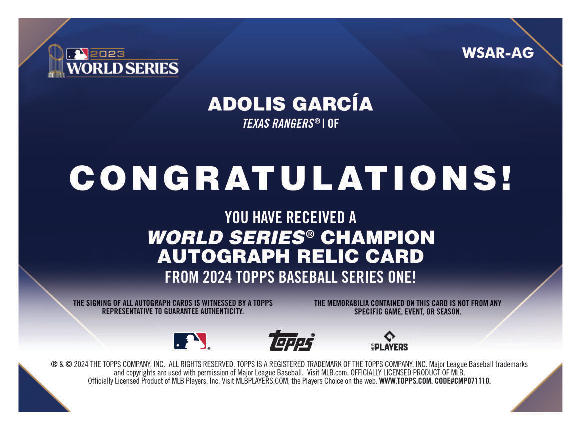 2023
WORLD SERIES
WSAR-AG
ADOLIS GARCÍA
TEXAS RANGERS® | OF
CONGRATULATIONS!
YOU HAVE RECEIVED A
WORLD SERIES® CHAMPION
AUTOGRAPH RELIC CARD
FROM 2024 TOPPS BASEBALL SERIES ONE!
THE SIGNING OF ALL AUTOGRAPH CARDS IS WITNESSED BY A TOPPS
REPRESENTATIVE TO GUARANTEE AUTHENTICITY.
THE MEMORABILIA CONTAINED ON THIS CARD IS NOT FROM ANY
SPECIFIC GAME, EVENT, OR SEASON.
Topps
PLAYERS
® & © 2024 THE TOPPS COMPANY, INC. ALL RIGHTS RESERVED. TOPPS IS A REGISTERED TRADEMARK OF THE TOPPS COMPANY, INC. Major League Baseball trademarks
and copyrights are used with permission of Major League Baseball. Visit MLB.com. OFFICIALLY LICENSED PRODUCT OF MLB.
Officially Licensed Product of MLB Players, Inc. Visit MLBPLAYERS.COM, the Players Choice on the web. WWW.TOPPS.COM. CODE#CMP071110.